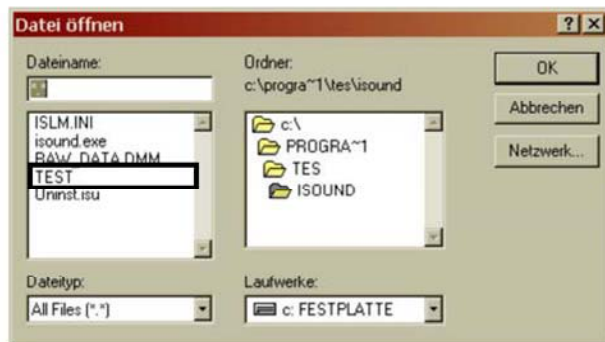 Datei öffnen
Dateiname:
ISLM.INI
isound.exe
RAW_DATA.DMM
TEST
Uninst.isu
Dateityp:
All Files (*.*)
Ordner:
c:\progra~1\tes\isound
c:\
PROGRA~1
TES
ISOUND
Laufwerke:
c: FESTPLATTE
OK
Abbrechen
Netzwerk...